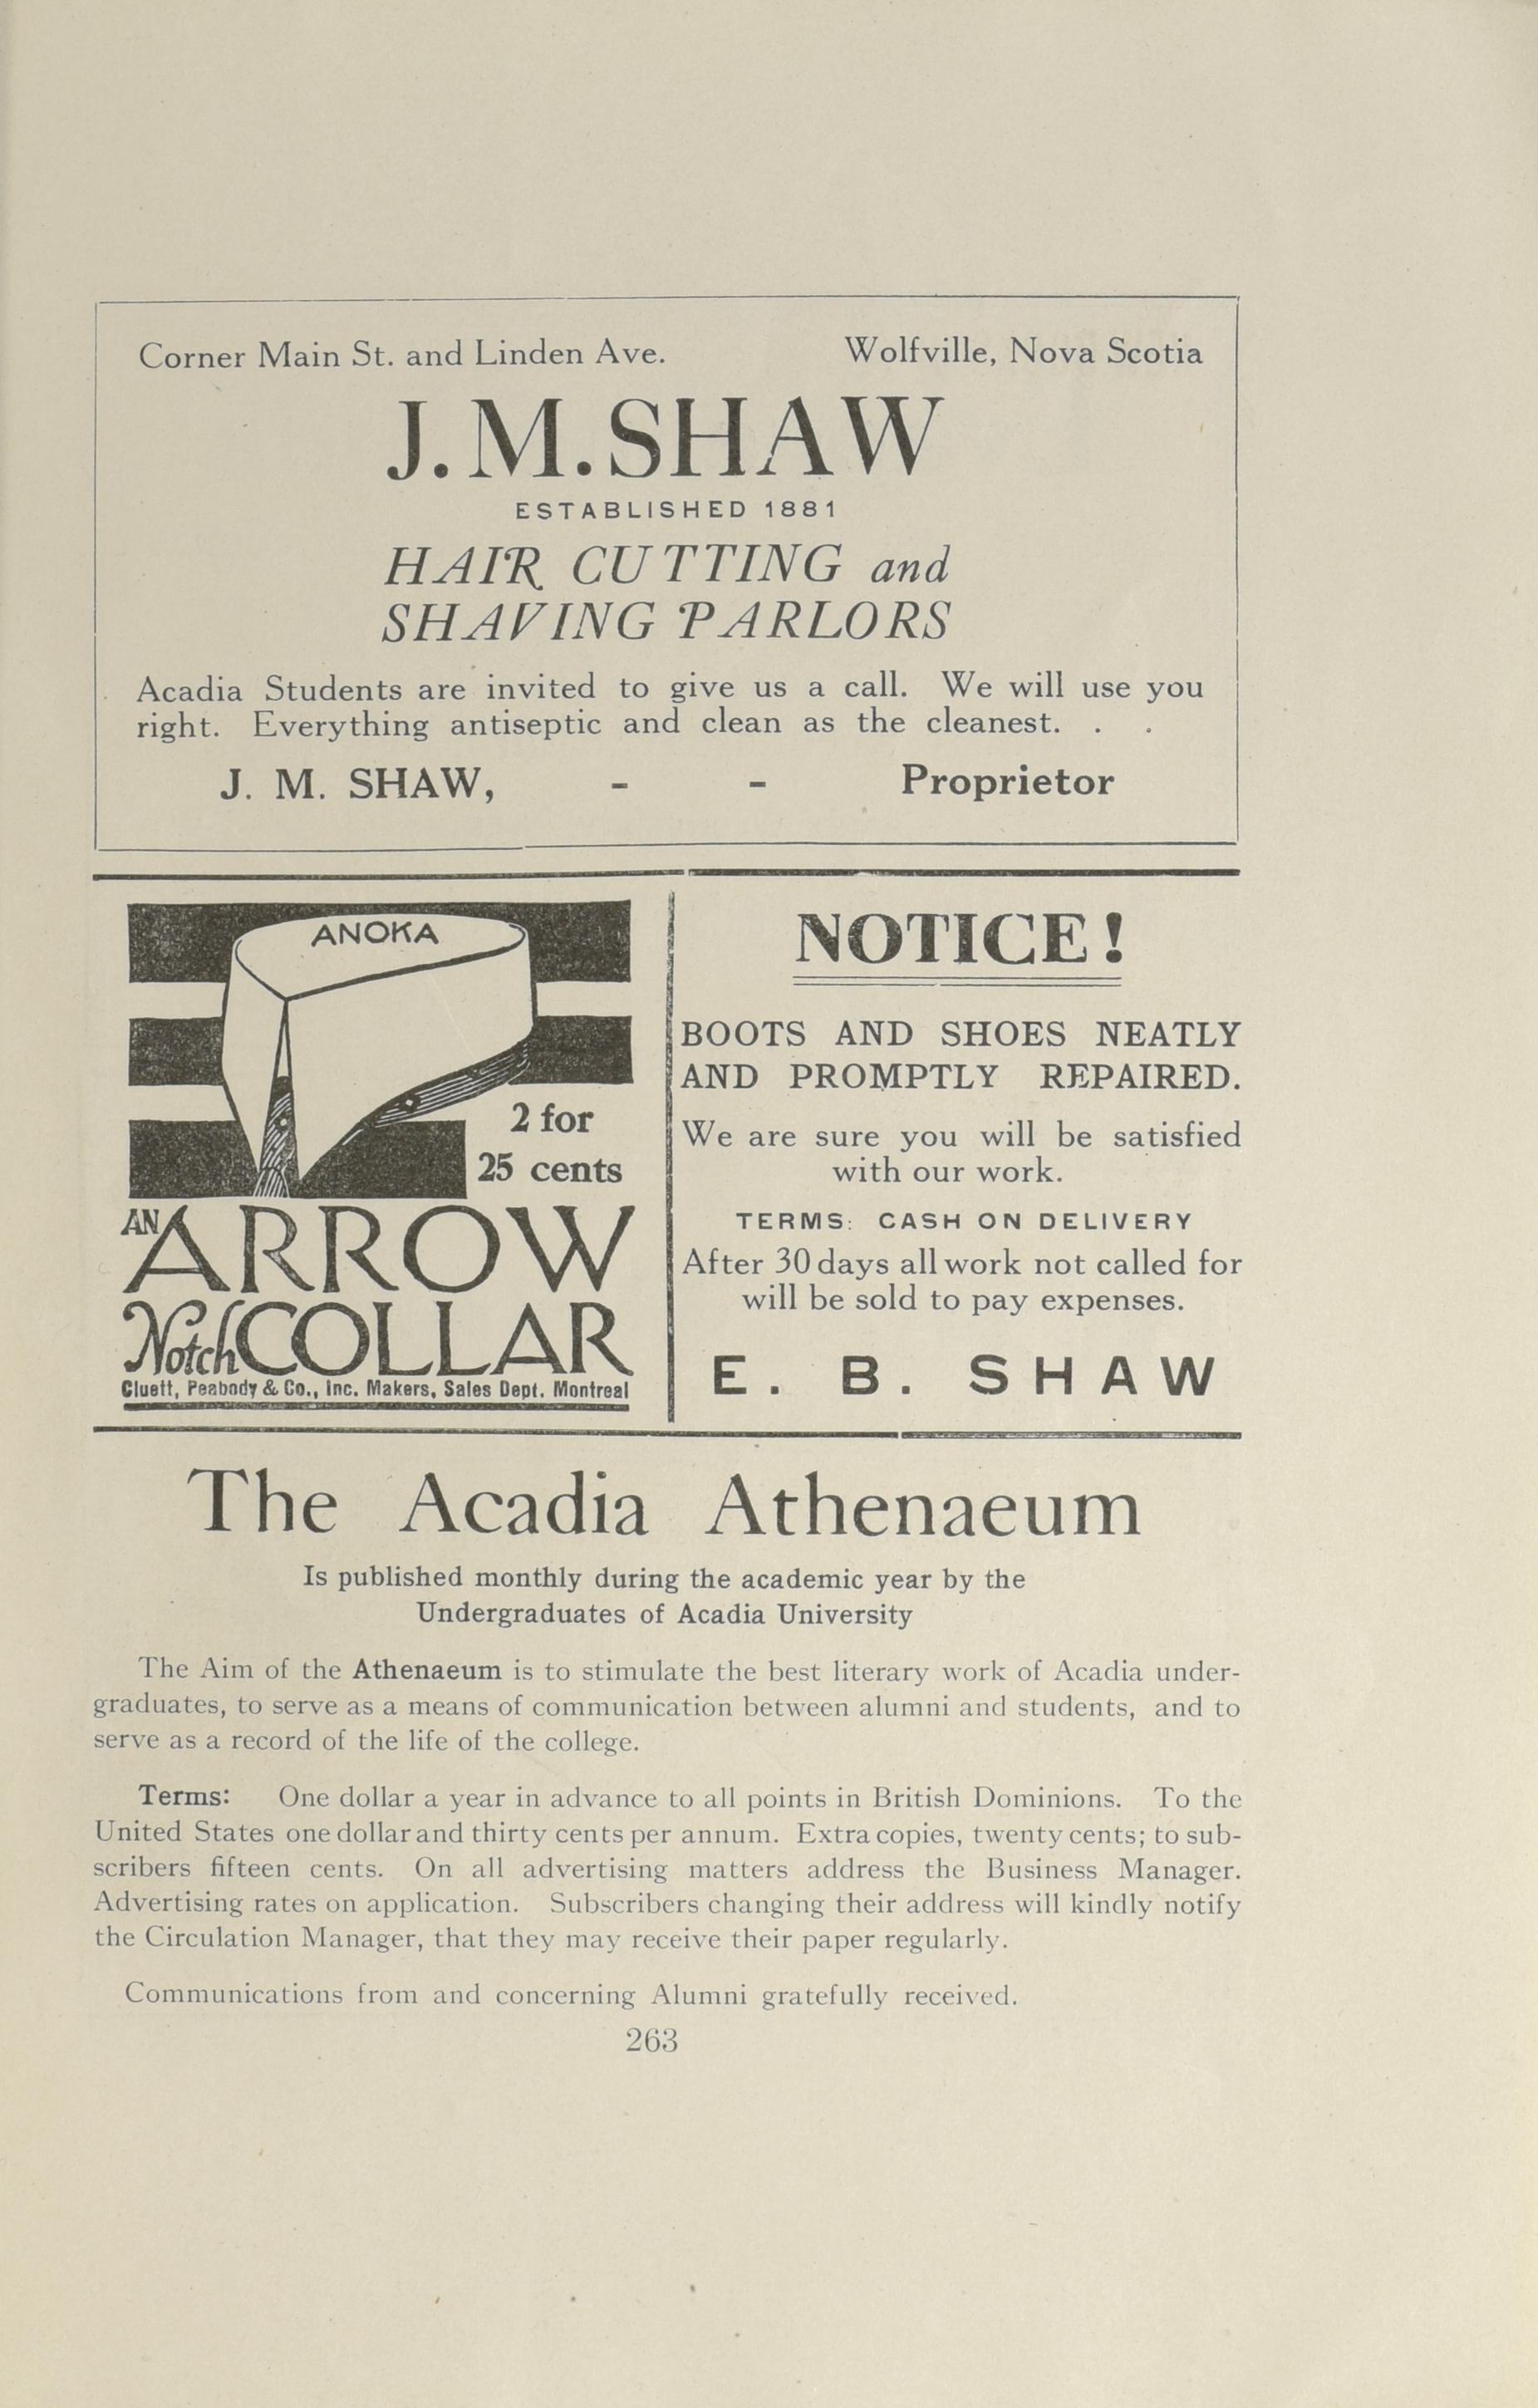 Corner Main St. and Linden Ave. Wolfville, Nova Scotia
J. M. SHAW
ESTABLISHED 1881
HAIR CUTTING and
SHAVING PARLORS
Acadia Students are invited to give us a call. We will use you
right. Everything antiseptic and clean as the cleanest. . .
J. M. SHAW, - - Proprietor
ANOKA
2 for
25 cents
AN ARROW
Notch COLLAR
Cluett, Peabody & Co., Inc. Makers, Sales Dept. Montreal
NOTICE!
BOOTS AND SHOES NEATLY
AND PROMPTLY REPAIRED.
We are sure you will be satisfied
with our work.
TERMS: CASH ON DELIVERY
After 30 days all work not called for
will be sold to pay expenses.
E. B. SHAW
The Acadia Athenaeum
Is published monthly during the academic year by the
Undergraduates of Acadia University
The Aim of the Athenaeum is to stimulate the best literary work of Acadia under-
graduates, to serve as a means of communication between alumni and students, and to
serve as a record of the life of the college.
Terms: One dollar a year in advance to all points in British Dominions. To the
United States one dollar and thirty cents per annum. Extra copies, twenty cents; to sub-
scribers fifteen cents. On all advertising matters address the Business Manager.
Advertising rates on application. Subscribers changing their address will kindly notify
the Circulation Manager, that they may receive their paper regularly.
Communications from and concerning Alumni gratefully received.
263